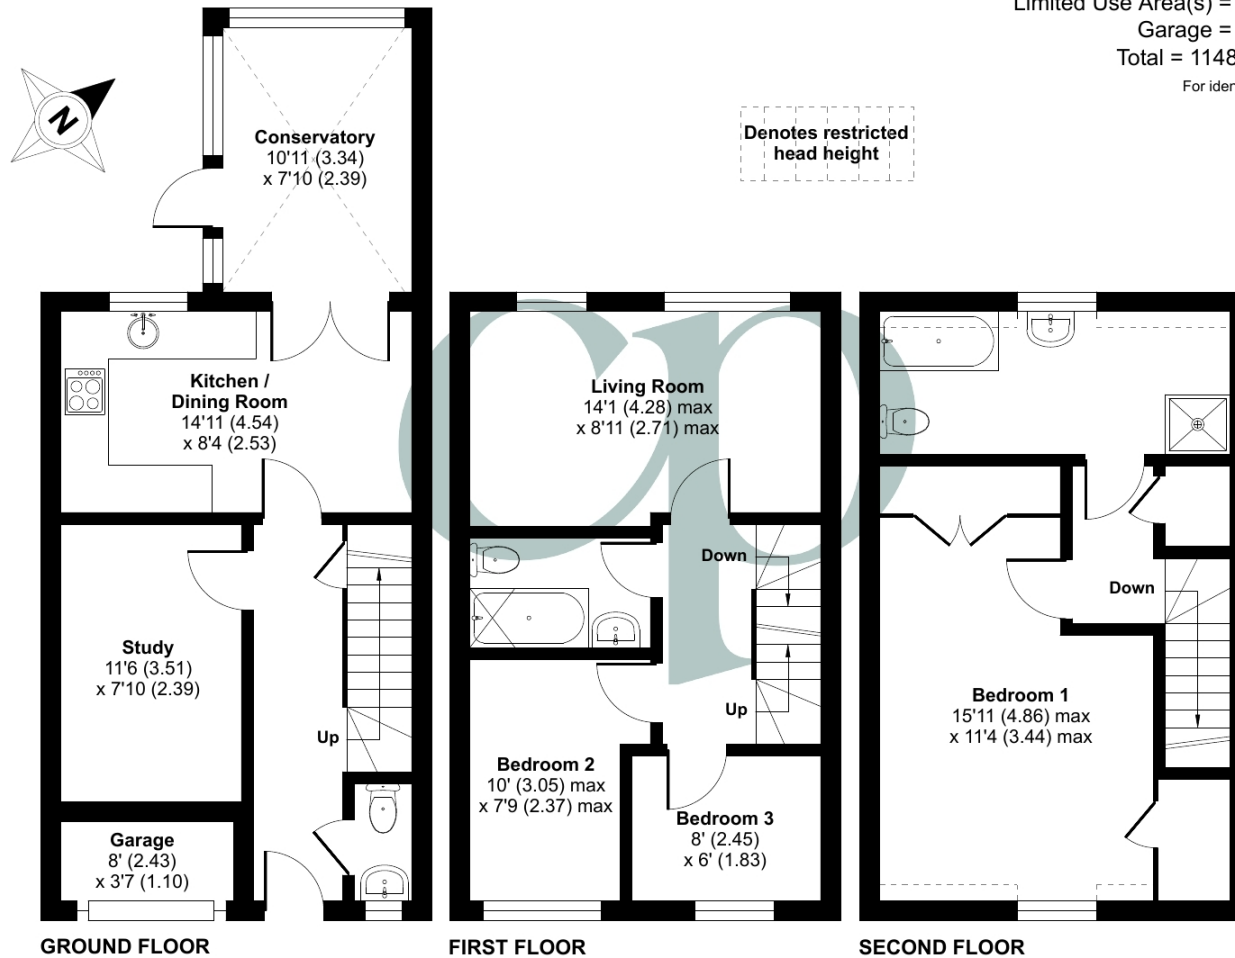 Limited Use Area(s) =
Garage =
Total = 1148
For iden
N
Denotes restricted
head height
Conservatory
10'11 (3.34)
x 7'10 (2.39)
Kitchen /
Dining Room
14'11 (4.54)
x 8'4 (2.53)
Study
11'6 (3.51)
x 7'10 (2.39)
Up
Garage
8' (2.43)
x 3'7 (1.10)
GROUND FLOOR
cp
Living Room
14'1 (4.28) max
x 8'11 (2.71) max
Down
Up
Bedroom 2
10' (3.05) max
x 7'9 (2.37) max
Bedroom 3
8' (2.45)
x 6' (1.83)
FIRST FLOOR
Down
Bedroom 1
15'11 (4.86) max
x 11'4 (3.44) max
SECOND FLOOR